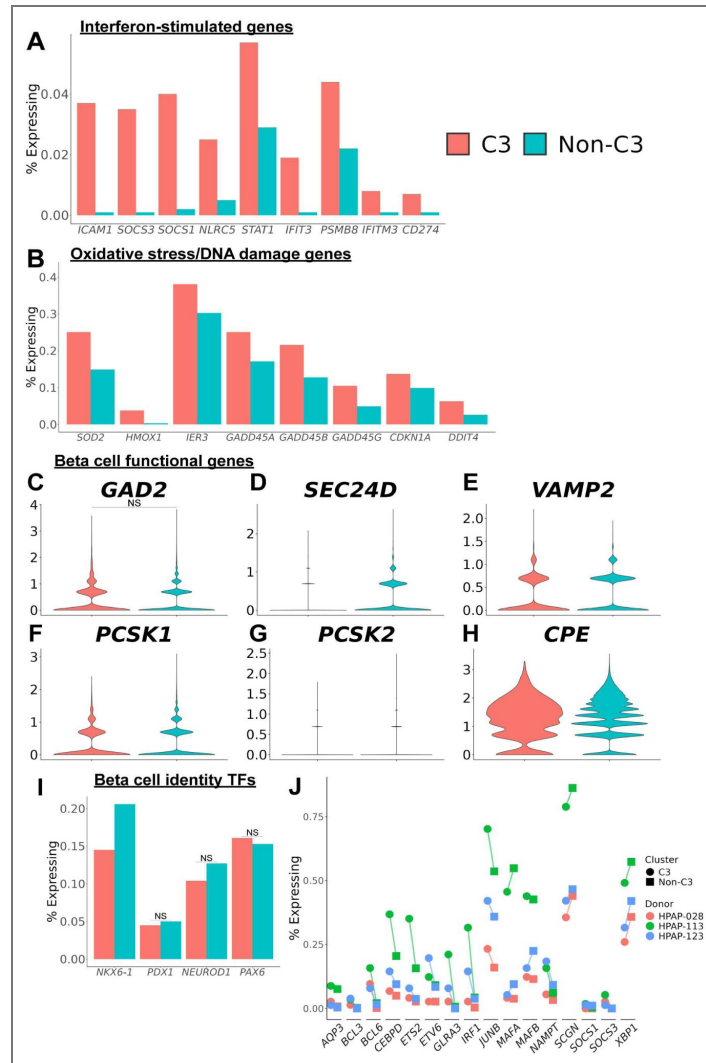 Interferon-stimulated genes
A
% Expressing
0.04
0.02
0.00
ICAM1 SOCS3 SOCS1 NLRC5 STAT1 IFIT3 PSMB8 IFITM3 CD274
C3 Non-C3
Oxidative stress/DNA damage genes
B
% Expressing
0.4
0.3
0.2
0.1
0.0
SOD2 HMOX1 IER3 GADD45A GADD45B GADD45G CDKN1A DDIT4
Beta cell functional genes
C GAD2
NS
4
3
2
1
0
D SEC24D
2
1
0
E VAMP2
2.0
1.5
1.0
0.5
0.0
F PCSK1
3
2
1
0
G PCSK2
2.5
2.0
1.5
1.0
0.5
0.0
H CPE
3
2
1
0
Beta cell identity TFs
I
% Expressing
0.20
0.15
0.10
0.05
0.00
NS NS NS
NKX6-1 PDX1 NEUROD1 PAX6
J
% Expressing
0.75
0.50
0.25
0.00
AQP3 BCL3 BCL6 CEBPD ETS2 ETV6 GLRA3 IRF1 JUNB MAFA MAFB NAMPT SCGN SOCS1 SOCS3 XBP1
Cluster
C3
Non-C3
Donor
HPAP-028
HPAP-113
HPAP-123